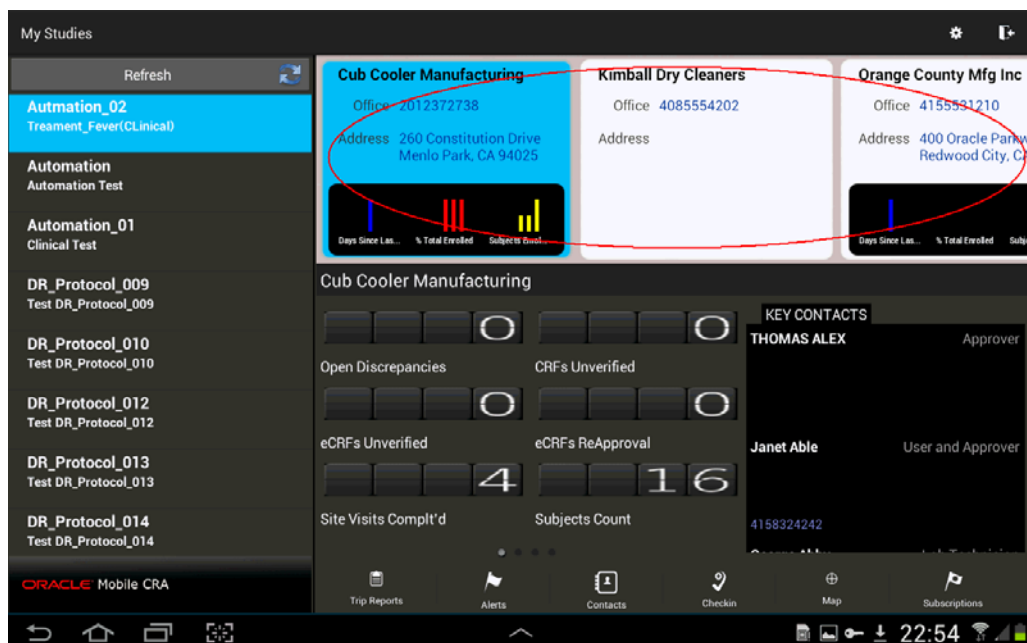 My Studies
Refresh
Autmation_02
Treament_Fever(CLinical)
Automation
Automation Test
Automation_01
Clinical Test
DR_Protocol_009
Test DR_Protocol_009
DR_Protocol_010
Test DR_Protocol_010
DR_Protocol_012
Test DR_Protocol_012
DR_Protocol_013
Test DR_Protocol_013
DR_Protocol_014
Test DR_Protocol_014
ORACLE Mobile CRA
Cub Cooler Manufacturing
Office 2012372738
Address 260 Constitution Drive
Menlo Park, CA 94025
Days Since Las... % Total Enrolled Subjects Enrol...
Kimball Dry Cleaners
Office 4085554202
Address
Orange County Mfg Inc
Office 4155531210
Address 400 Oracle Parkw
Redwood City, CA
Days Since Las... % Total Enrolled Subj
Cub Cooler Manufacturing
0 0
Open Discrepancies CRFs Unverified
0 0
eCRFs Unverified eCRFs ReApproval
4 16
Site Visits Complt'd Subjects Count
KEY CONTACTS
THOMAS ALEX Approver
Janet Able User and Approver
4158324242
Trip Reports Alerts Contacts Checkin Map Subscriptions
22:54